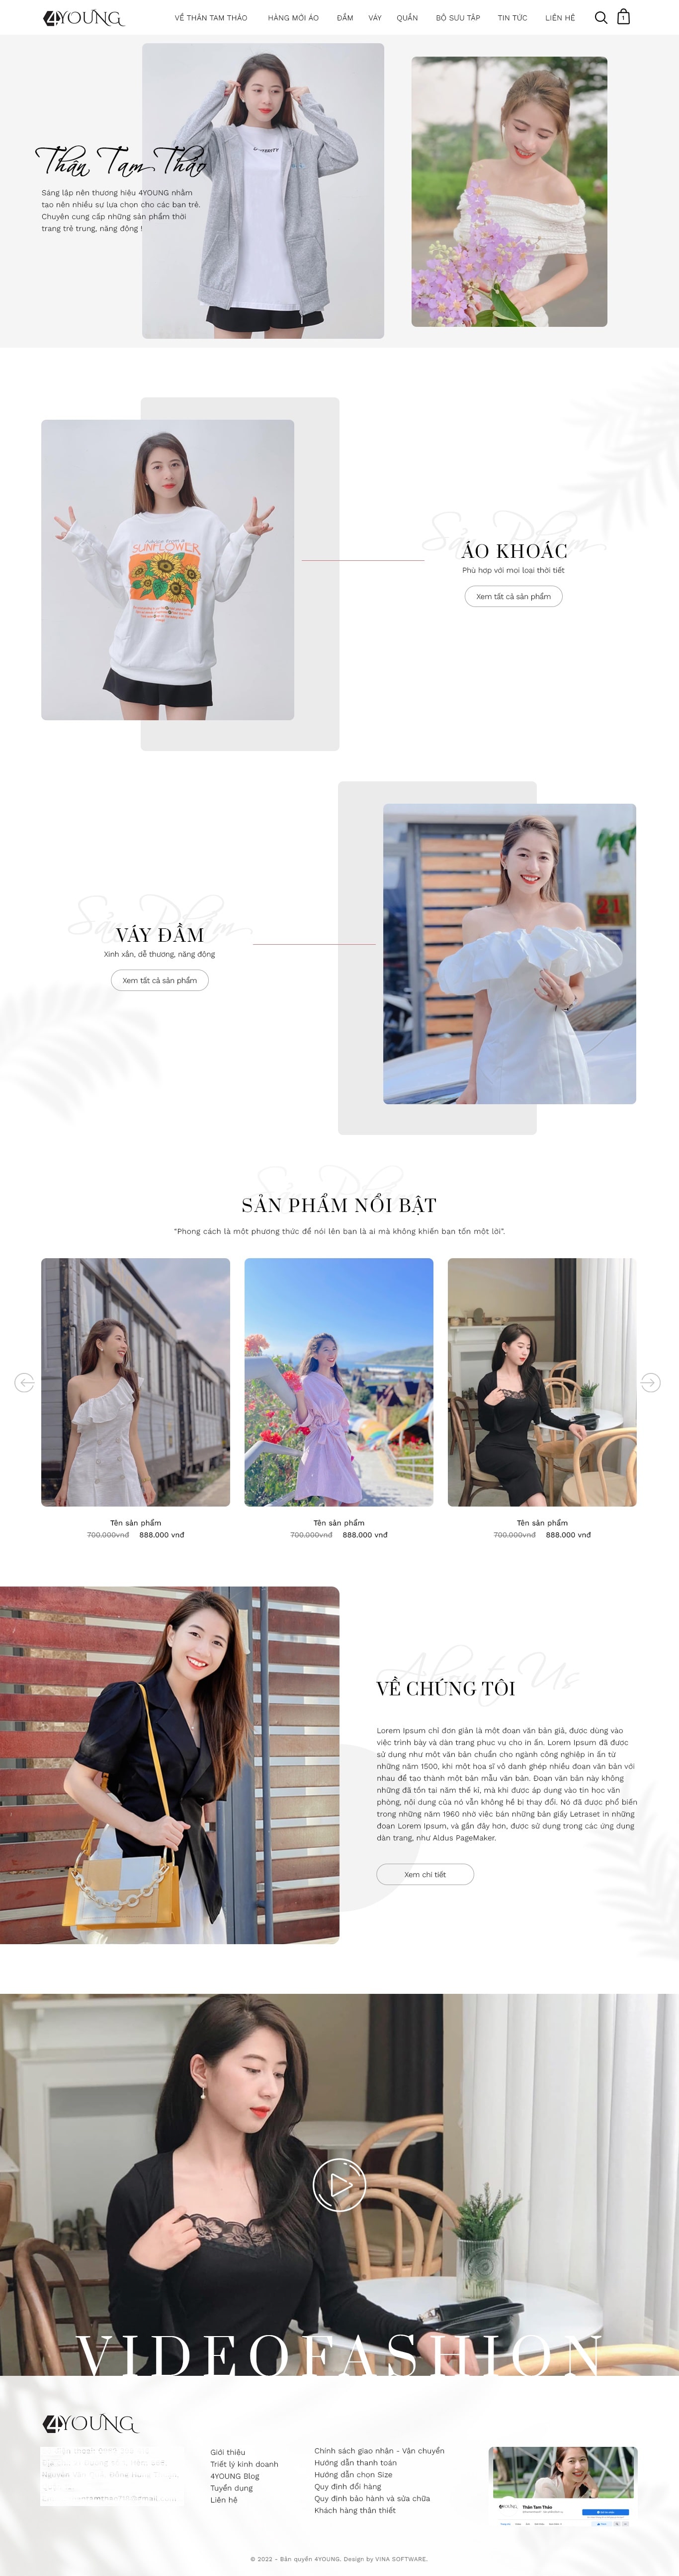 4YOUNG
VỀ THÂN TAM THẢO HÀNG MỚI ÁO ĐẦM VÁY QUẦN BỘ SƯU TẬP TIN TỨC LIÊN HỆ 1
Thân Tam Thảo
Sáng lập nên thương hiệu 4YOUNG nhằm
tạo nên nhiều sự lựa chọn cho các bạn trẻ.
Chuyên cung cấp những sản phẩm thời
trang trẻ trung, năng động !
SUNFLOWER
Sản Phẩm
ÁO KHOÁC
Phù hợp với mọi loại thời tiết
Xem tất cả sản phẩm
21
Sản Phẩm
VÁY ĐẦM
Xinh xắn, dễ thương, năng động
Xem tất cả sản phẩm
Sản Phẩm
SẢN PHẨM NỔI BẬT
“Phong cách là một phương thức để nói lên bạn là ai mà không khiến bạn tốn một lời”.
Tên sản phẩm
700.000vnđ 888.000 vnđ
Tên sản phẩm
700.000vnđ 888.000 vnđ
Tên sản phẩm
700.000vnđ 888.000 vnđ
About Us
VỀ CHÚNG TÔI
Lorem Ipsum chỉ đơn giản là một đoạn văn bản giả, được dùng vào
việc trình bày và dàn trang phục vụ cho in ấn. Lorem Ipsum đã được
sử dụng như một văn bản chuẩn cho ngành công nghiệp in ấn từ
những năm 1500, khi một họa sĩ vô danh ghép nhiều đoạn văn bản với
nhau để tạo thành một bản mẫu văn bản. Đoạn văn bản này không
những đã tồn tại năm thế kỉ, mà khi được áp dụng vào tin học văn
phòng, nội dung của nó vẫn không hề bị thay đổi. Nó đã được phổ biến
trong những năm 1960 nhờ việc bán những bản giấy Letraset in những
đoạn Lorem Ipsum, và gần đây hơn, được sử dụng trong các ứng dụng
dàn trang, như Aldus PageMaker.
Xem chi tiết
VIDEOFASHION
4YOUNG
Giới thiệu
Triết lý kinh doanh
4YOUNG Blog
Tuyển dụng
Liên hệ
Chính sách giao nhận - Vận chuyển
Hướng dẫn thanh toán
Hướng dẫn chọn Size
Quy định đổi hàng
Quy định bảo hành và sửa chữa
Khách hàng thân thiết
4YOUNG
Thân Tam Thảo
© 2022 - Bản quyền 4YOUNG. Design by VINA SOFTWARE.